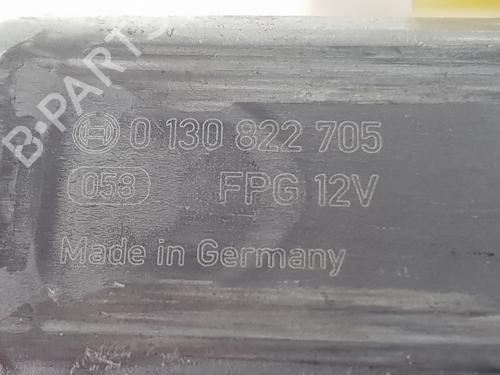 B-PARTS
0 130 822 705
058 FPG 12V
Made in Germany